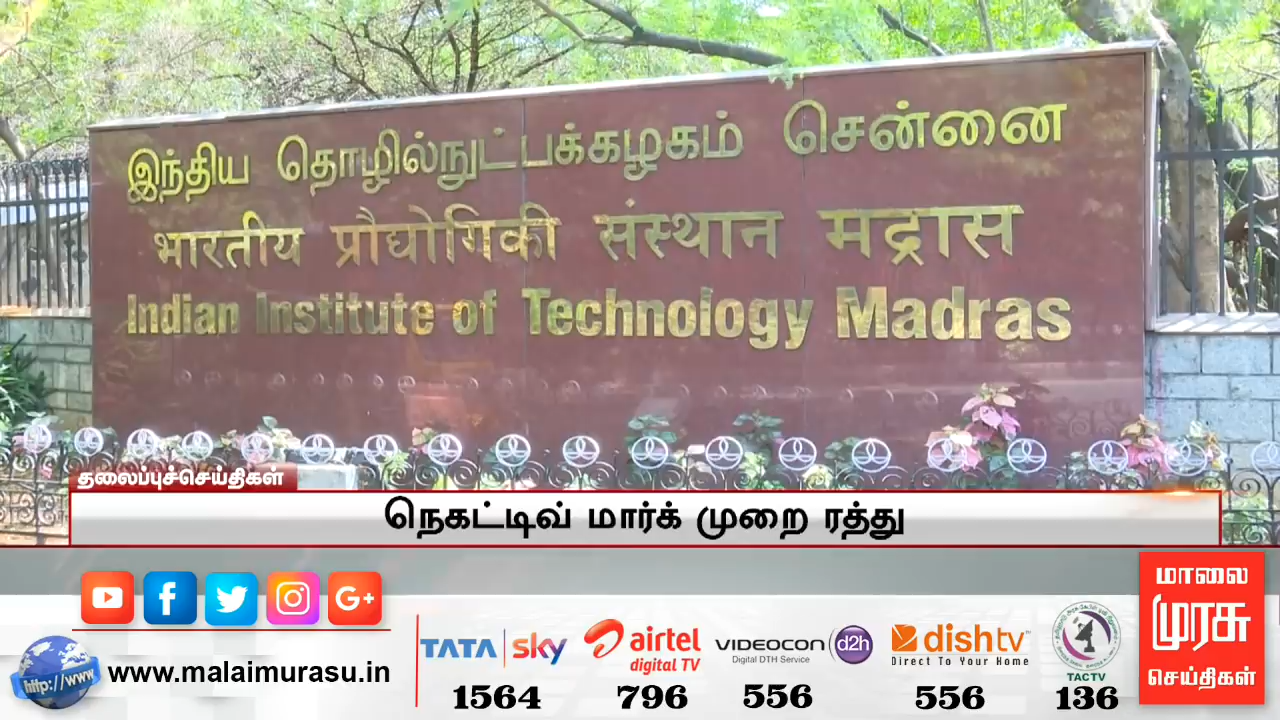 இந்திய தொழில்நுட்பக்கழகம் சென்னை
भारतीय प्रौद्योगिकी संस्थान मद्रास
Indian Institute of Technology Madras
தலைப்புச்செய்திகள்
நெகட்டிவ் மார்க் முறை ரத்து
மாலை
முரசு
செய்திகள்
G+
TATA sky
airtel
digital TV
VIDEOCON d2h
Digital DTH Service
dishtv
Direct To Your Home
TACTV
http://www
www.malaimurasu.in
1564
796
556
556
136